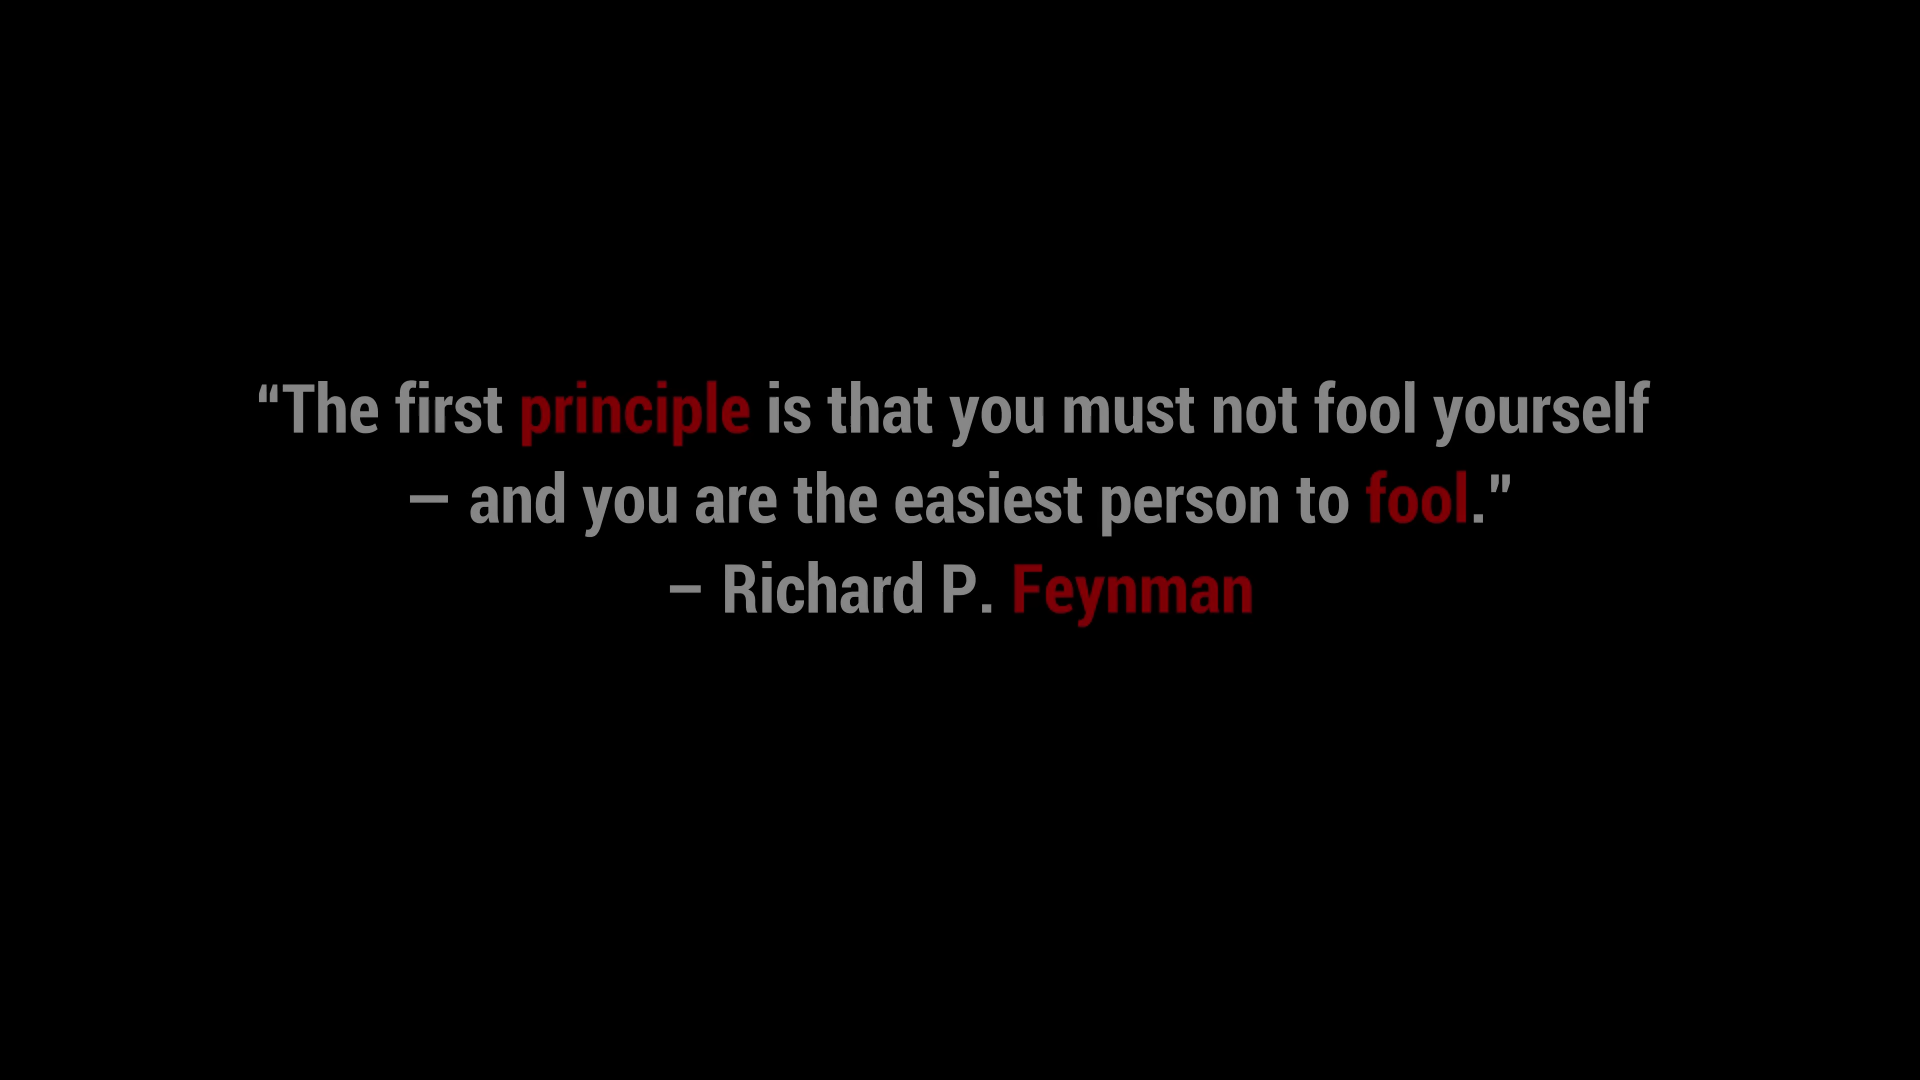 “The first principle is that you must not fool yourself
— and you are the easiest person to fool.”
– Richard P. Feynman